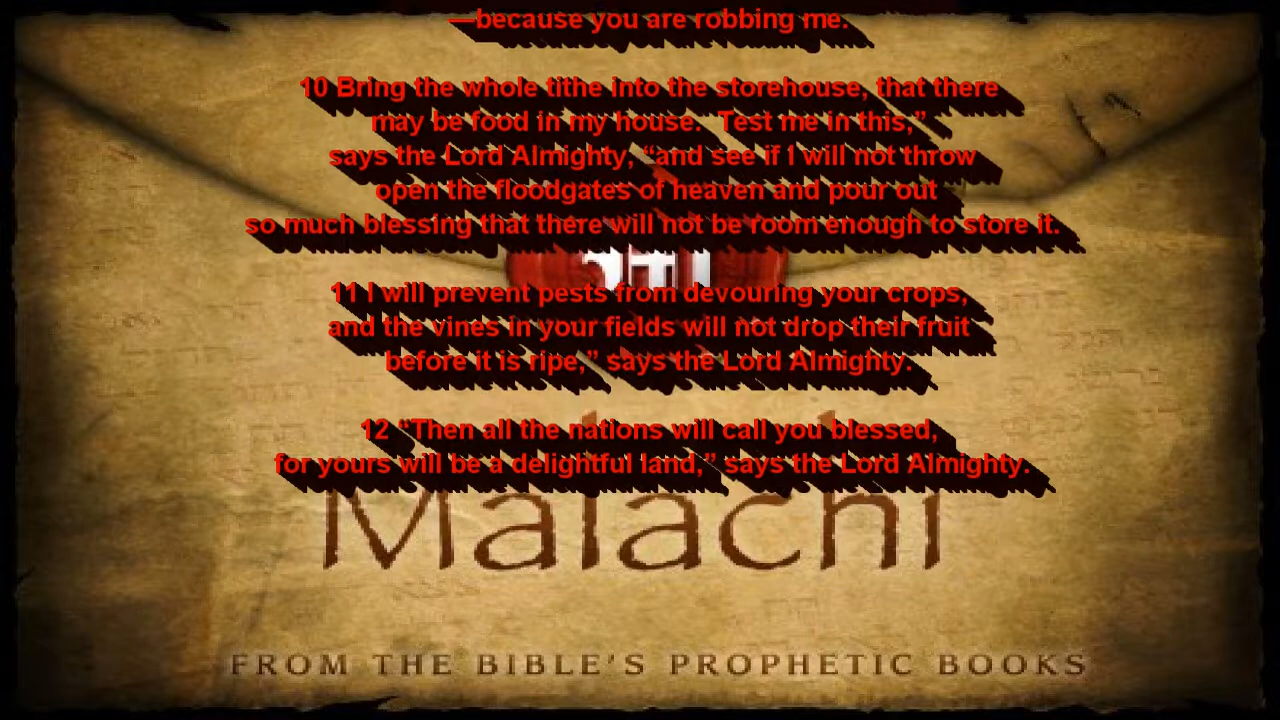 —because you are robbing me.
10 Bring the whole tithe into the storehouse, that there
may be food in my house.  Test me in this,”
says the Lord Almighty, “and see if I will not throw
open the floodgates of heaven and pour out
so much blessing that there will not be room enough to store it.
11 I will prevent pests from devouring your crops,
and the vines in your fields will not drop their fruit
before it is ripe,” says the Lord Almighty.
12 “Then all the nations will call you blessed,
for yours will be a delightful land,” says the Lord Almighty.
Malachi
FROM THE BIBLE'S PROPHETIC BOOKS